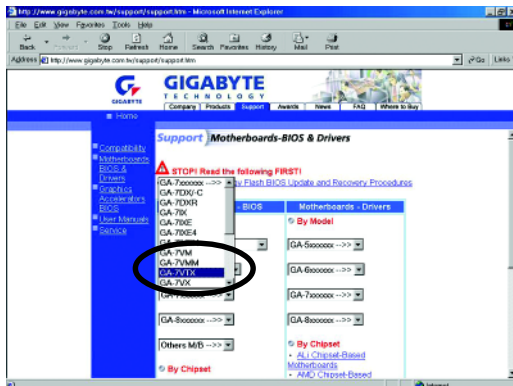 http://www.gigabyte.com.tw/support/support.htm - Microsoft Internet Explorer
File Edit View Favorites Tools Help
Back Forward Stop Refresh Home Search Favorites History Mail Print
Address http://www.gigabyte.com.tw/support/support.htm Go Links
GIGABYTE
GIGABYTE
TECHNOLOGY
Company Products Support Awards News FAQ Where to Buy
Home
Support Motherboards-BIOS & Drivers
Compatibility
Motherboards
BIOS &
Drivers
Graphics
Accelerators
BIOS
User Manuals
Service
STOP! Read the following FIRST!
Flash BIOS Update and Recovery Procedures
GA-7xxxxxx -->>
GA-7DX/-C
GA-7DXR
GA-7IX
GA-7IXE
GA-7IXE4
GA-7VM
GA-7VMM
GA-7VTX
GA-7VX
- BIOS
Motherboards - Drivers
By Model
GA-5xxxxxx -->>
GA-6xxxxxx -->>
GA-7xxxxxx -->>
GA-7xxxxxx -->>
GA-8xxxxxx -->>
GA-8xxxxxx -->>
Others M/B -->>
By Chipset
By Chipset
- ALi Chipset-Based
Motherboards
- AMD Chipset-Based
Internet